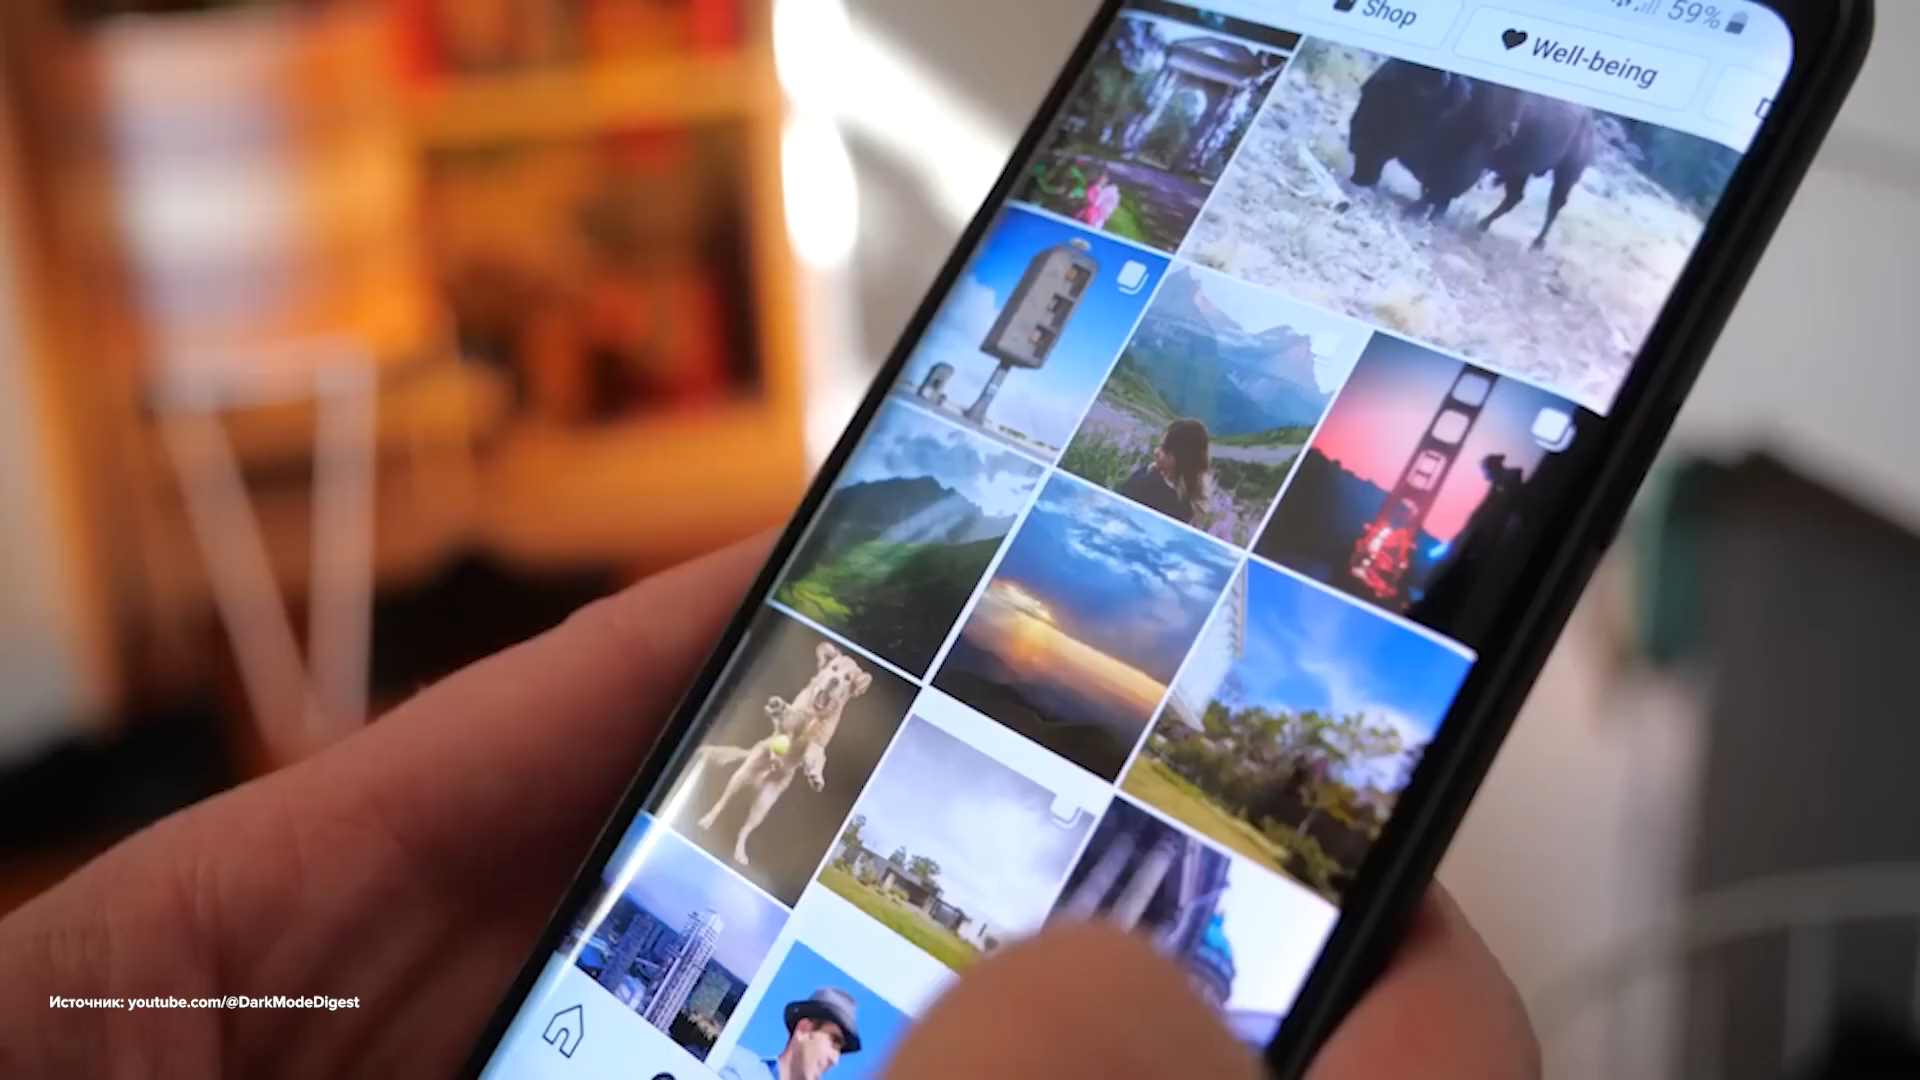 59%
Shop
Well-being
Источник: youtube.com/@DarkModeDigest